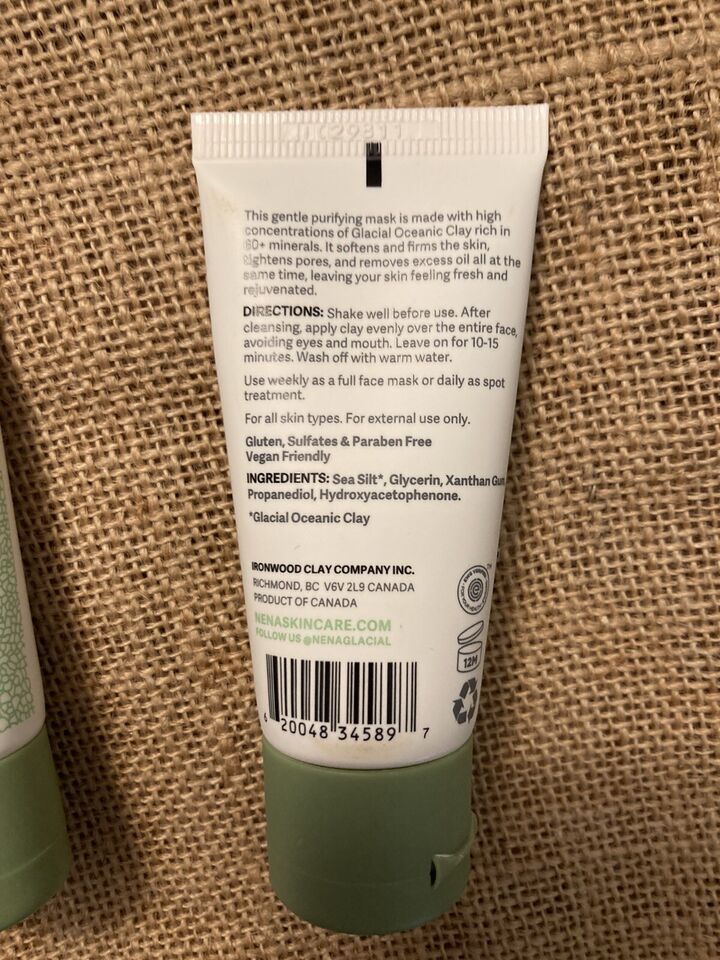 This gentle purifying mask is made with high
concentrations of Glacial Oceanic Clay rich in
60+ minerals. It softens and firms the skin,
tightens pores, and removes excess oil all at the
same time, leaving your skin feeling fresh and
rejuvenated.
DIRECTIONS: Shake well before use. After
cleansing, apply clay evenly over the entire face,
avoiding eyes and mouth. Leave on for 10-15
minutes. Wash off with warm water.
Use weekly as a full face mask or daily as spot
treatment.
For all skin types. For external use only.
Gluten, Sulfates & Paraben Free
Vegan Friendly
INGREDIENTS: Sea Silt*, Glycerin, Xanthan Gum
Propanediol, Hydroxyacetophenone.
*Glacial Oceanic Clay
IRONWOOD CLAY COMPANY INC.
RICHMOND, BC V6V 2L9 CANADA
PRODUCT OF CANADA
NENASKINCARE.COM
FOLLOW US @NENAGLACIAL
12M
6 20048 34589 7